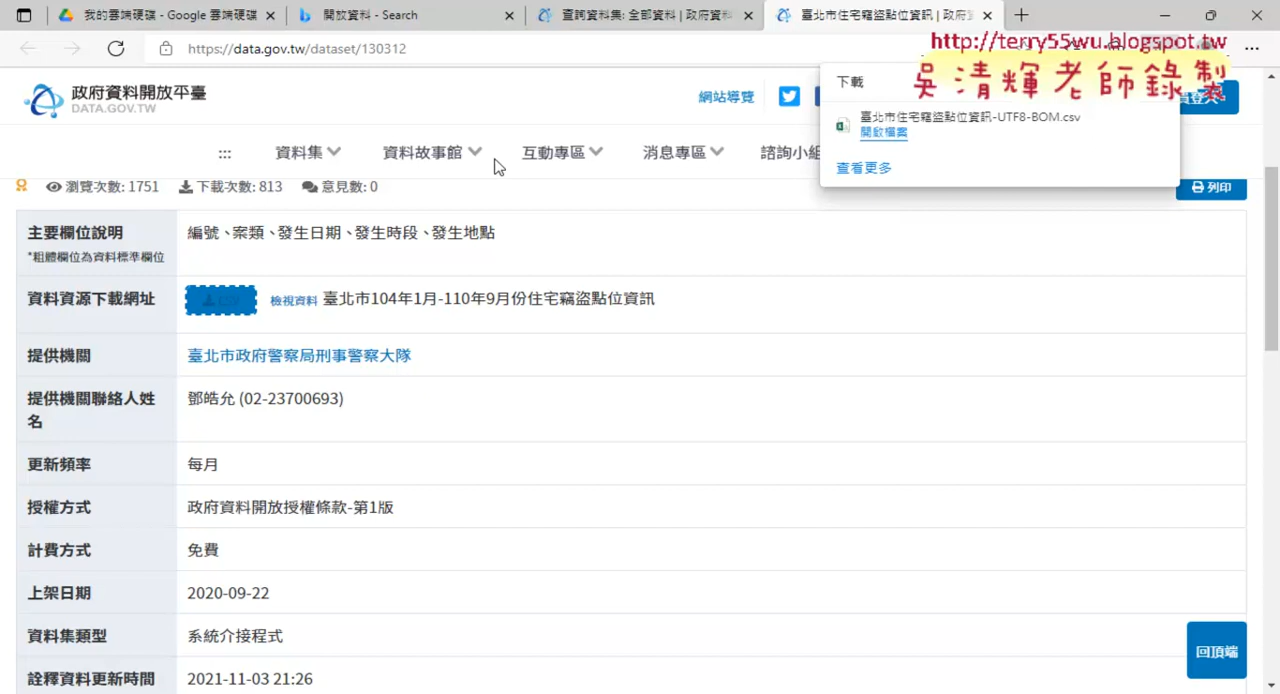 我的雲端硬碟 - Google 雲端硬碟
開放資料 - Search
查詢資料集: 全部資料 | 政府資料
臺北市住宅竊盜點位資訊 | 政府資
https://data.gov.tw/dataset/130312
http://terry55wu.blogspot.tw
吳清輝老師錄製
政府資料開放平臺
DATA.GOV.TW
網站導覽
下載
臺北市住宅竊盜點位資訊-UTF8-BOM.csv
開啟檔案
查看更多
資料集
資料故事館
互動專區
消息專區
諮詢小組
瀏覽次數: 1751
下載次數: 813
意見數: 0
列印
主要欄位說明
*粗體欄位為資料標準欄位
編號、案類、發生日期、發生時段、發生地點
資料資源下載網址
檢視資料 臺北市104年1月-110年9月份住宅竊盜點位資訊
提供機關
臺北市政府警察局刑事警察大隊
提供機關聯絡人姓名
鄧皓允 (02-23700693)
更新頻率
每月
授權方式
政府資料開放授權條款-第1版
計費方式
免費
上架日期
2020-09-22
資料集類型
系統介接程式
詮釋資料更新時間
2021-11-03 21:26
回頂端